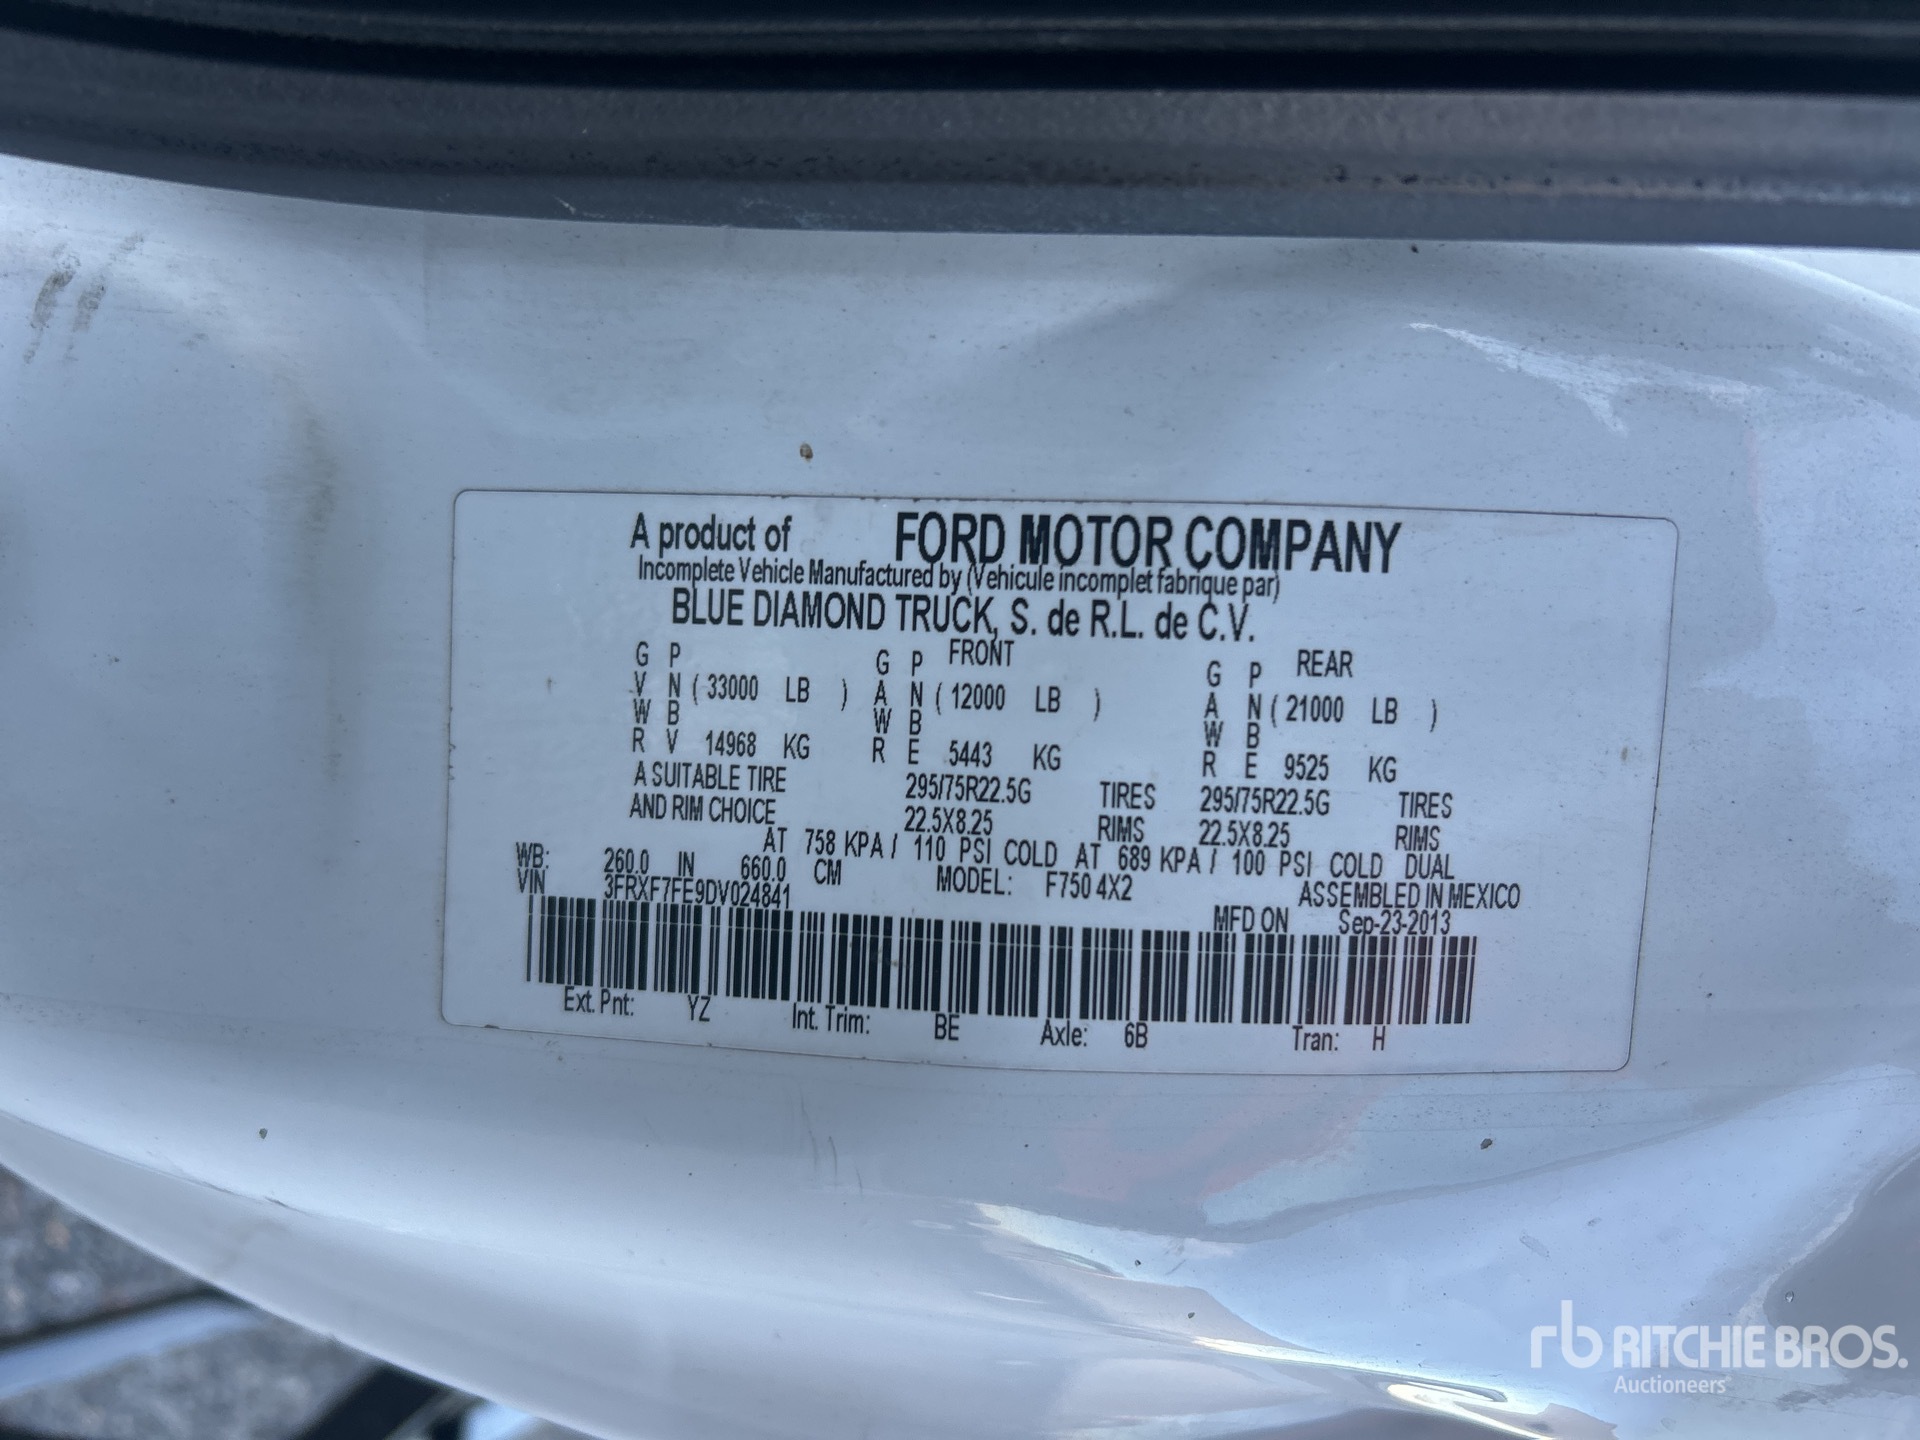 A product of FORD MOTOR COMPANY
Incomplete Vehicle Manufactured by (Vehicule incomplet fabrique par)
BLUE DIAMOND TRUCK, S. de R.L. de C.V.
G P G P FRONT G P REAR
V N ( 33000 LB ) A N ( 12000 LB ) A N ( 21000 LB )
W B W B W B
R V 14968 KG R E 5443 KG R E 9525 KG
A SUITABLE TIRE 295/75R22.5G TIRES 295/75R22.5G TIRES
AND RIM CHOICE 22.5X8.25 RIMS 22.5X8.25 RIMS
AT 758 KPA / 110 PSI COLD AT 689 KPA / 100 PSI COLD DUAL
WB: 260.0 IN 660.0 CM MODEL: F750 4X2 ASSEMBLED IN MEXICO
VIN 3FRXF7FE9DV024841 MFD ON Sep-23-2013
Ext. Pnt: YZ Int. Trim: BE Axle: 6B Tran: H
rb RITCHIE BROS.
Auctioneers